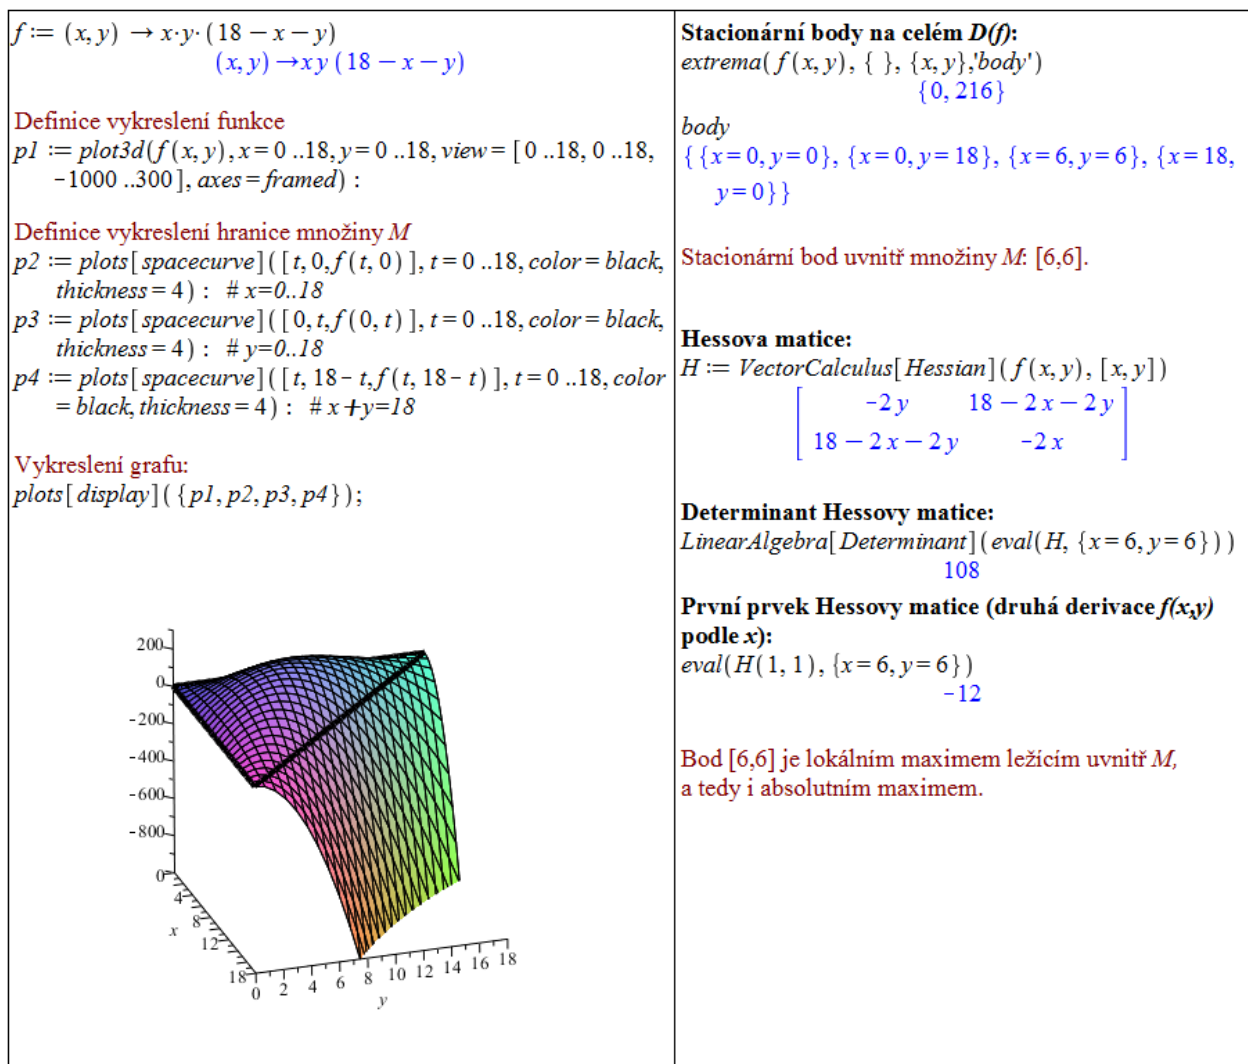 f := (x, y) → x·y·(18 − x − y)
(x, y) → x y (18 − x − y)
Definice vykreslení funkce
p1 := plot3d(f(x, y), x = 0 ..18, y = 0 ..18, view = [0 ..18, 0 ..18,
-1000 ..300], axes = framed) :
Definice vykreslení hranice množiny M
p2 := plots[spacecurve]([t, 0, f(t, 0)], t = 0 ..18, color = black,
thickness = 4) : # x=0..18
p3 := plots[spacecurve]([0, t, f(0, t)], t = 0 ..18, color = black,
thickness = 4) : # y=0..18
p4 := plots[spacecurve]([t, 18 - t, f(t, 18 - t)], t = 0 ..18, color
= black, thickness = 4) : # x+y=18
Vykreslení grafu:
plots[display]({p1, p2, p3, p4});
200
0
-200
-400
-600
-800
0
4
8
x
12
18
0 2 4 6 8 10 12 14 16 18
y
Stacionární body na celém D(f):
extrema(f(x, y), { }, {x, y},'body')
{0, 216}
body
{{x = 0, y = 0}, {x = 0, y = 18}, {x = 6, y = 6}, {x = 18,
y = 0}}
Stacionární bod uvnitř množiny M: [6,6].
Hessova matice:
H := VectorCalculus[Hessian](f(x, y), [x, y])
-2 y 18 − 2 x − 2 y
18 − 2 x − 2 y -2 x
Determinant Hessovy matice:
LinearAlgebra[Determinant](eval(H, {x = 6, y = 6}))
108
První prvek Hessovy matice (druhá derivace f(x,y)
podle x):
eval(H(1, 1), {x = 6, y = 6})
-12
Bod [6,6] je lokálním maximem ležícím uvnitř M,
a tedy i absolutním maximem.